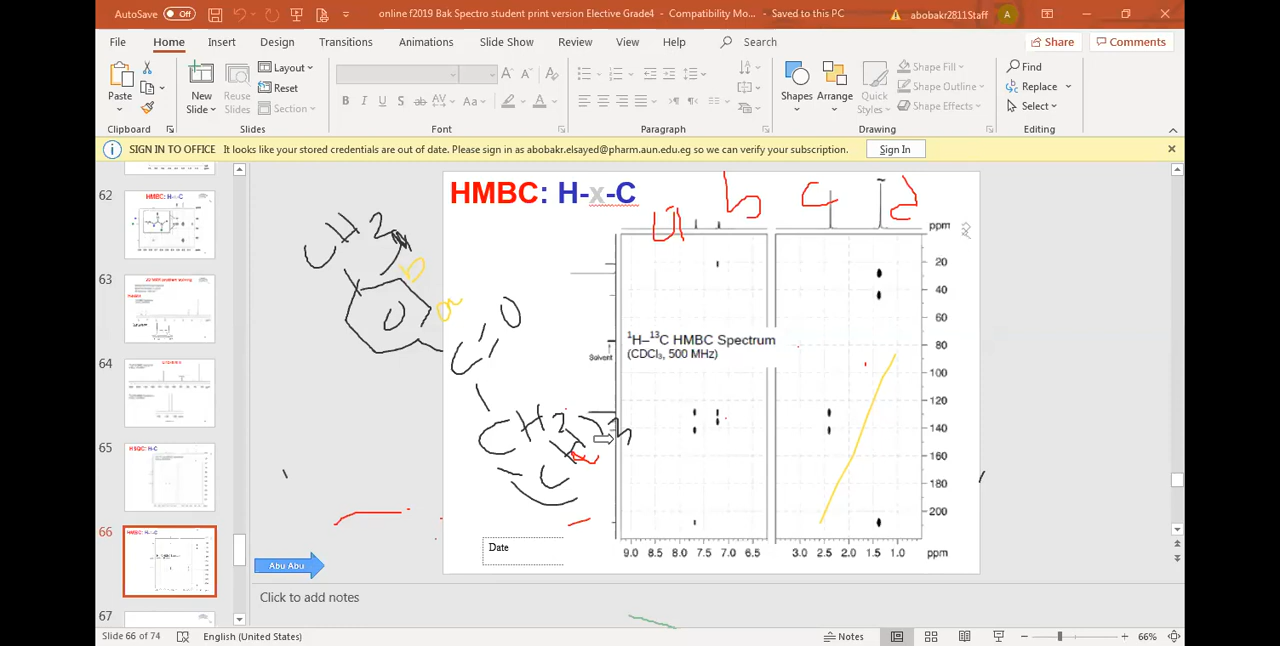 AutoSave Off
online f2019 Bak Spectro student print version Elective Grade4 - Compatibility Mo... - Saved to this PC
abobakr2811Staff A
File Home Insert Design Transitions Animations Slide Show Review View Help Search Share Comments
Paste New Slide Reuse Slides Layout Reset Section
B I U S ab AV Aa A
Shapes Arrange Quick Styles Shape Fill Shape Outline Shape Effects
Find Replace Select
Clipboard Slides Font Paragraph Drawing Editing
SIGN IN TO OFFICE It looks like your stored credentials are out of date. Please sign in as abobakr.elsayed@pharm.aun.edu.eg so we can verify your subscription. Sign In
62
HMBC: H-X-C
63
64
65
HSQC: H-C
66
HMBC: H-X-C
67
HMBC: H-x-C
a b c d
CH2
b
a
C=O
ppm
20
40
60
80
100
120
140
160
180
200
¹H–¹³C HMBC Spectrum
(CDCl₃, 500 MHz)
Solvent
9.0 8.5 8.0 7.5 7.0 6.5 3.0 2.5 2.0 1.5 1.0 ppm
Date
Abu Abu
Click to add notes
Slide 66 of 74 English (United States) Notes 66%